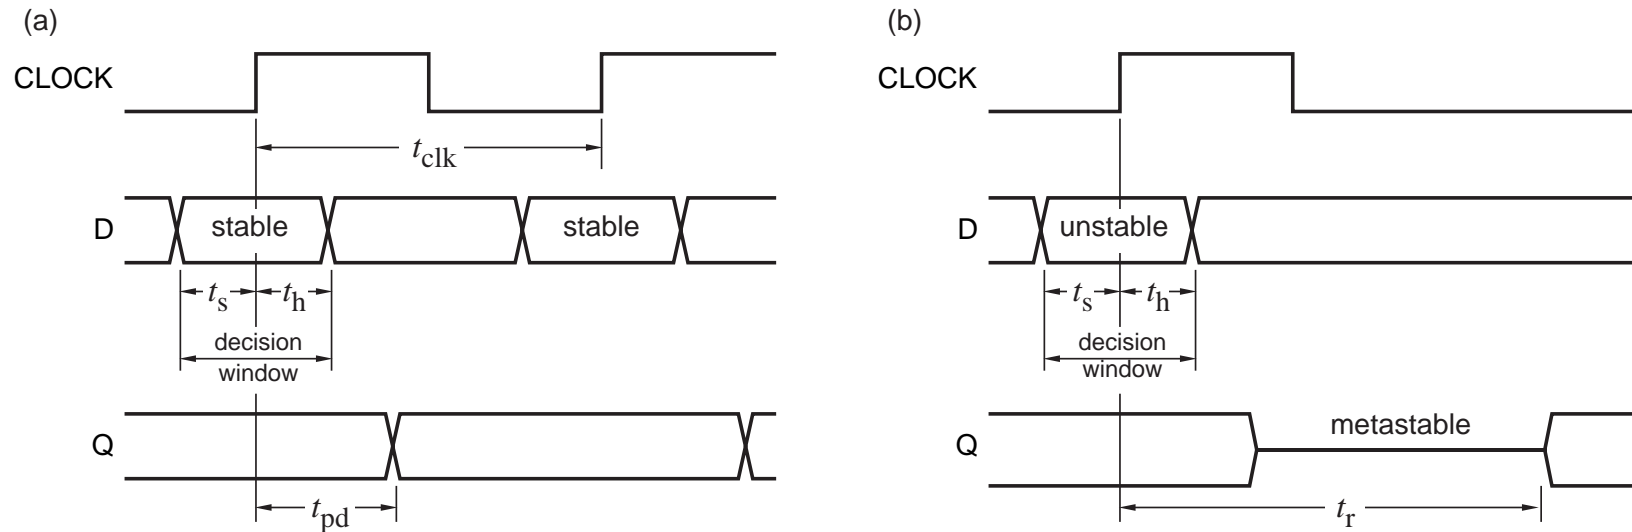 (a)
CLOCK
t_clk
D
stable
stable
t_s
t_h
decision
window
Q
t_pd
(b)
CLOCK
D
unstable
t_s
t_h
decision
window
Q
metastable
t_r